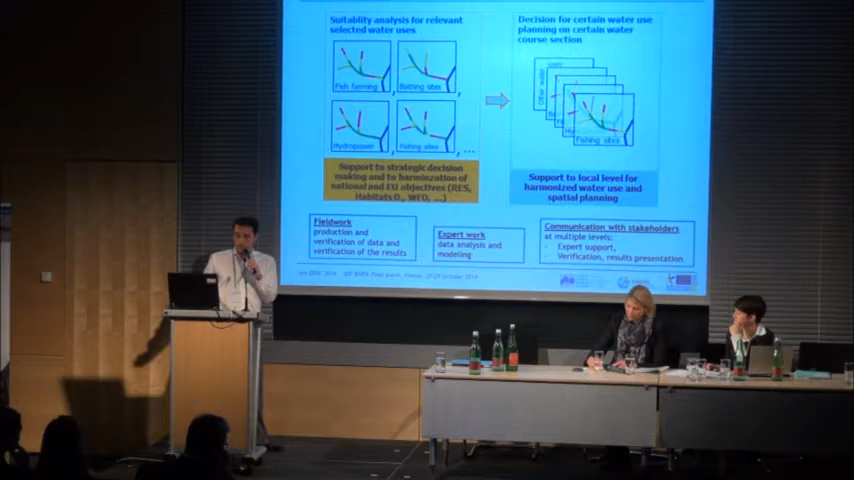 Suitablity analysis for relevant
selected water uses
Fish farming
Batting sites
Hydropower
Fishing sites
, ...
Support to strategic decision
making and to harminzation of
national and EU objectives (RES,
Habitats D., WFD, ...)
Decision for certain water use
planning on certain water
course section
Other water
uses
Fishing sites
Support to local level for
harmonized water use and
spatial planning
Fieldwork
production and
verification of data and
verification of the results
Expert work
data analysis and
modeling
Communication with stakeholders
at multiple levels:
- Expert support,
- Verification, results presentation